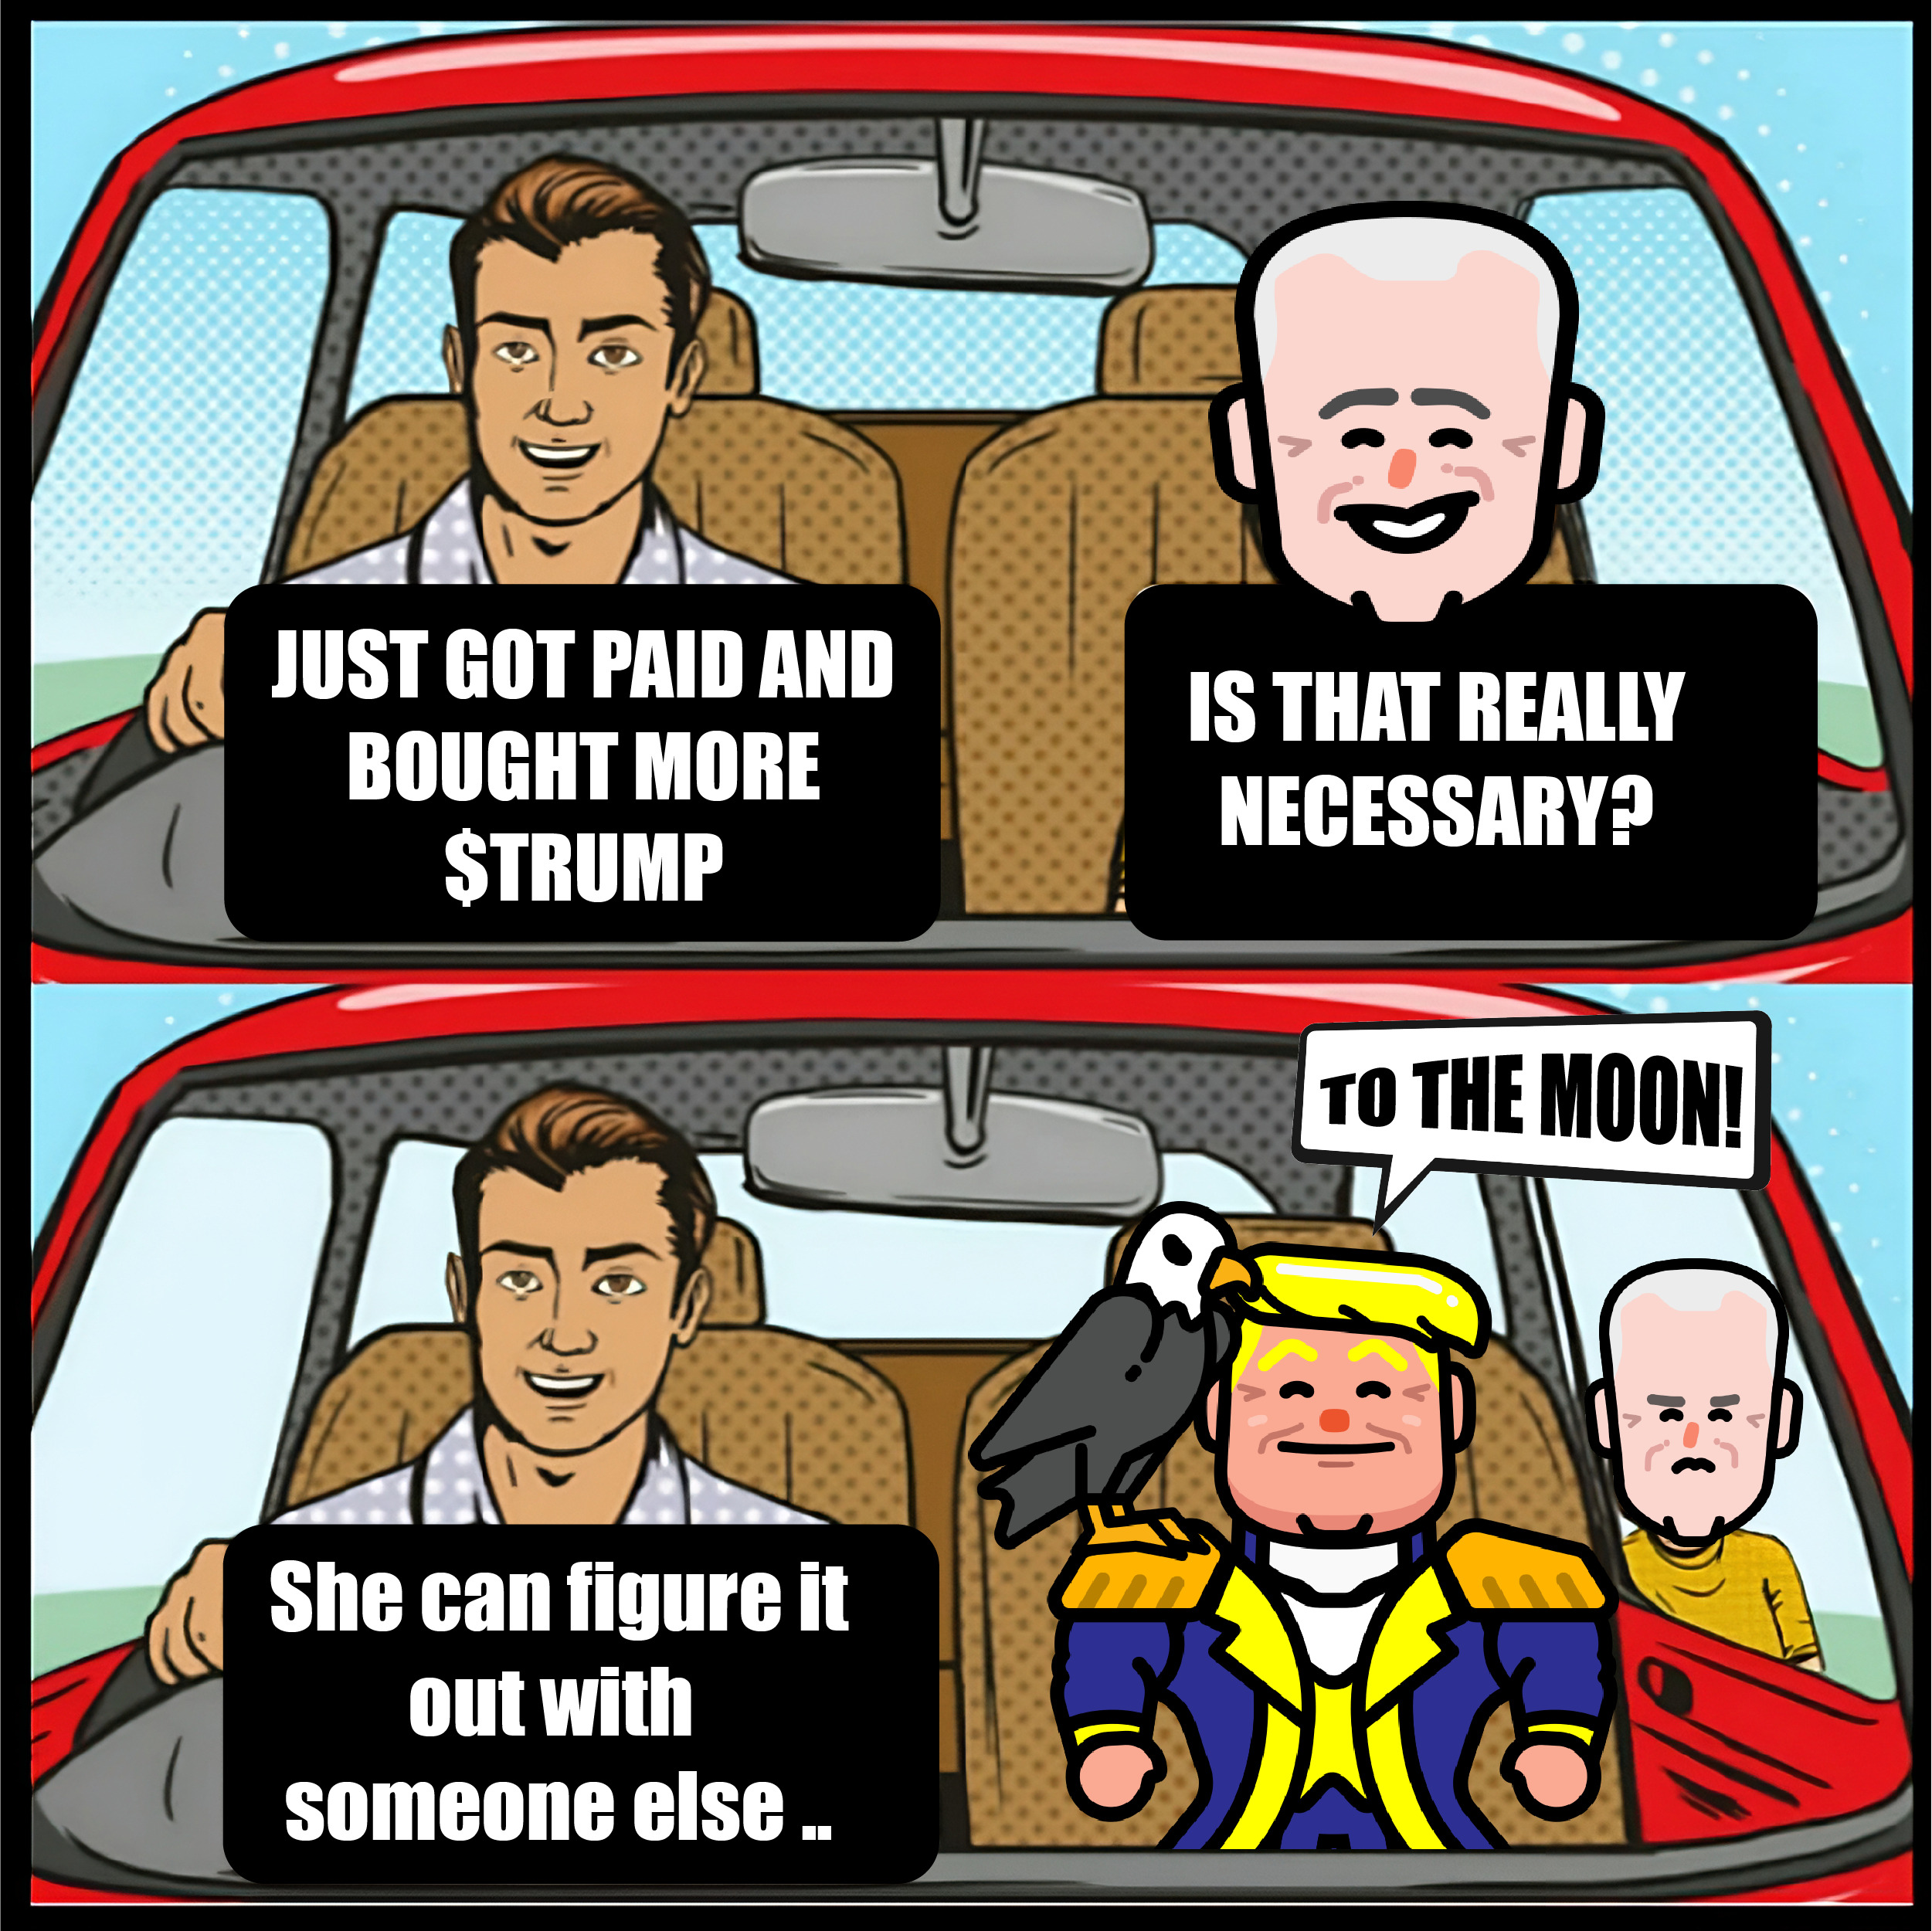 JUST GOT PAID AND
BOUGHT MORE
$TRUMP
IS THAT REALLY
NECESSARY?
TO THE MOON!
She can figure it
out with
someone else ..